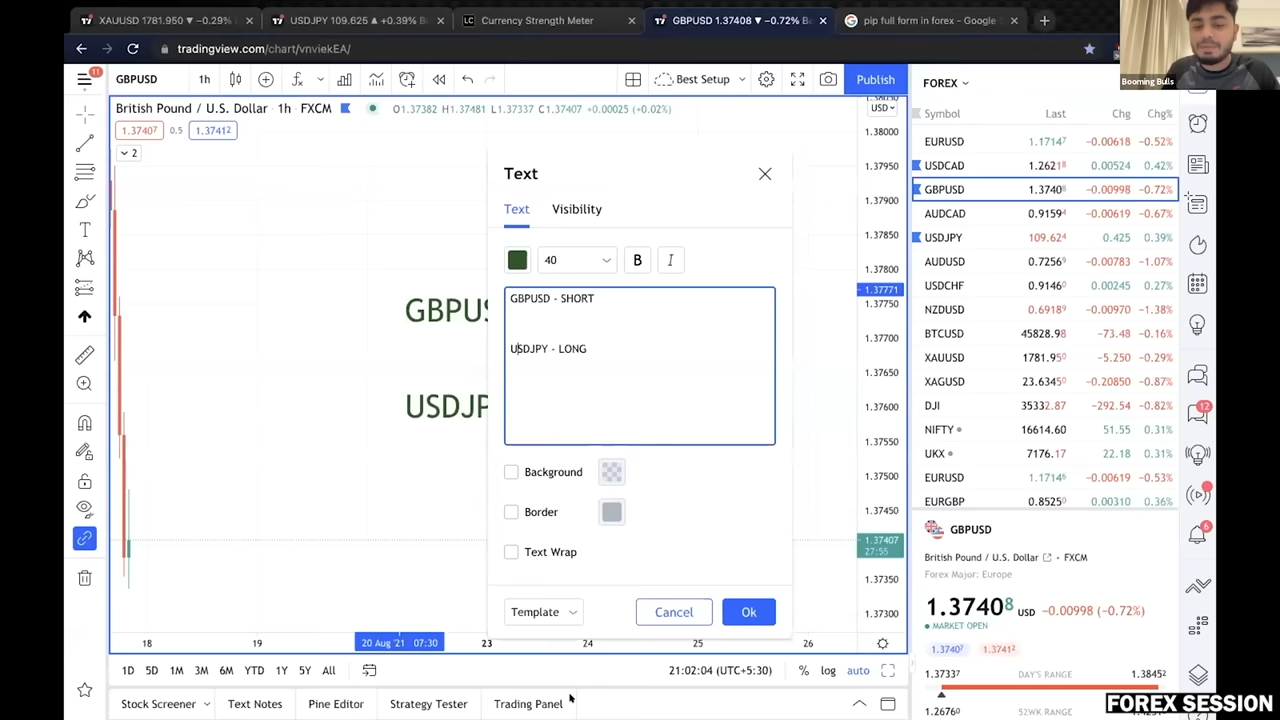 XAUUSD 1781.950 ▼ −0.29%
USDJPY 109.625 ▲ +0.39%
Currency Strength Meter
GBPUSD 1.37408 ▼ −0.72%
pip full form in forex - Google
tradingview.com/chart/vnviekEA/
Booming Bulls
11
GBPUSD
1h
Best Setup
Publish
British Pound / U.S. Dollar · 1h · FXCM
O1.37382 H1.37481 L1.37337 C1.37407 +0.00025 (+0.02%)
1.37407
0.5
1.37412
2
USD
1.38000
1.37950
1.37900
1.37850
1.37800
1.37771
1.37750
1.37700
1.37650
1.37600
1.37550
1.37500
1.37450
1.37407
27:55
1.37350
1.37300
GBPUS
USDJP
Text
Text
Visibility
40
B
I
GBPUSD - SHORT
USDJPY - LONG
Background
Border
Text Wrap
Template
Cancel
Ok
18
19
20 Aug '21 07:30
23
24
25
26
1D 5D 1M 3M 6M YTD 1Y 5Y All
21:02:04 (UTC+5:30)
%
log
auto
Stock Screener
Text Notes
Pine Editor
Strategy Tester
Trading Panel
FOREX
Symbol Last Chg Chg%
EURUSD 1.17147 −0.00618 −0.52%
USDCAD 1.26218 0.00524 0.42%
GBPUSD 1.37408 −0.00998 −0.72%
AUDCAD 0.91594 −0.00619 −0.67%
USDJPY 109.624 0.425 0.39%
AUDUSD 0.72569 −0.00783 −1.07%
USDCHF 0.91460 0.00245 0.27%
NZDUSD 0.69189 −0.00970 −1.38%
BTCUSD 45828.98 −73.48 −0.16%
XAUUSD 1781.950 −5.250 −0.29%
XAGUSD 23.6345 −0.20850 −0.87%
DJI 35332.87 −292.54 −0.82%
NIFTY 16614.60 51.55 0.31%
UKX 7176.17 22.18 0.31%
EURUSD 1.17146 −0.00619 −0.53%
EURGBP 0.85250 0.00310 0.36%
12
6
GBPUSD
British Pound / U.S. Dollar • FXCM
Forex Major: Europe
1.37408 USD −0.00998 (−0.72%)
MARKET OPEN
1.37407
1.37412
1.37337 DAY'S RANGE 1.38452
1.26760 52WK RANGE
FOREX SESSION